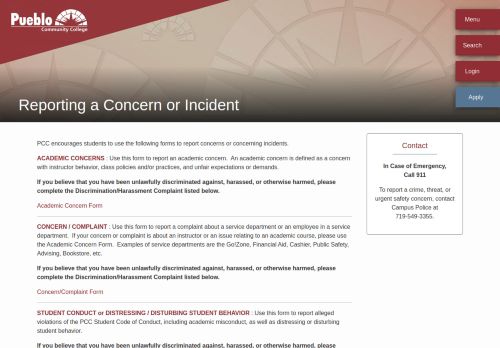 Pueblo
Community College
Menu
Search
Login
Apply
Reporting a Concern or Incident
PCC encourages students to use the following forms to report concerns or concerning incidents.
ACADEMIC CONCERNS : Use this form to report an academic concern. An academic concern is defined as a concern
with instructor behavior, class policies and/or practices, and unfair expectations or demands.
If you believe that you have been unlawfully discriminated against, harassed, or otherwise harmed, please
complete the Discrimination/Harassment Complaint listed below.
Academic Concern Form
CONCERN / COMPLAINT : Use this form to report a complaint about a service department or an employee in a service
department. If your concern or complaint is about an instructor or an issue relating to an academic course, please use
the Academic Concern Form. Examples of service departments are the Go!Zone, Financial Aid, Cashier, Public Safety,
Advising, Bookstore, etc.
If you believe that you have been unlawfully discriminated against, harassed, or otherwise harmed, please
complete the Discrimination/Harassment Complaint listed below.
Concern/Complaint Form
STUDENT CONDUCT or DISTRESSING / DISTURBING STUDENT BEHAVIOR : Use this form to report alleged
violations of the PCC Student Code of Conduct, including academic misconduct, as well as distressing or disturbing
student behavior.
If you believe that you have been unlawfully discriminated against, harassed, or otherwise harmed, please
Contact
In Case of Emergency,
Call 911
To report a crime, threat, or
urgent safety concern, contact
Campus Police at
719-549-3355.